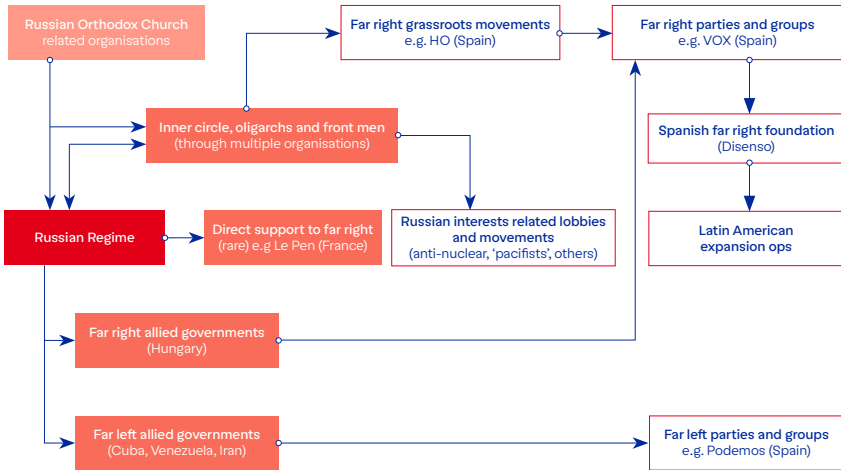 Russian Orthodox Church
related organisations
Far right grassroots movements
e.g. HO (Spain)
Far right parties and groups
e.g. VOX (Spain)
Inner circle, oligarchs and front men
(through multiple organisations)
Spanish far right foundation
(Disenso)
Russian Regime
Direct support to far right
(rare) e.g Le Pen (France)
Russian interests related lobbies
and movements
(anti-nuclear, ‘pacifists’, others)
Latin American
expansion ops
Far right allied governments
(Hungary)
Far left allied governments
(Cuba, Venezuela, Iran)
Far left parties and groups
e.g. Podemos (Spain)